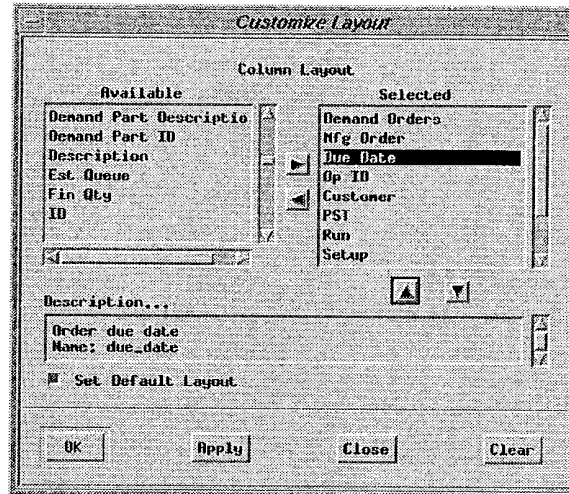 Customize Layout
Column Layout
Available
Selected
Demand Part Descriptio
Demand Part ID
Description
Est Queue
Fin Qty
ID
Demand Orders
Mfg Order
Due Date
Op ID
Customer
PST
Run
Setup
Description...
Order due date
Name: due_date
Set Default Layout
OK
Apply
Close
Clear